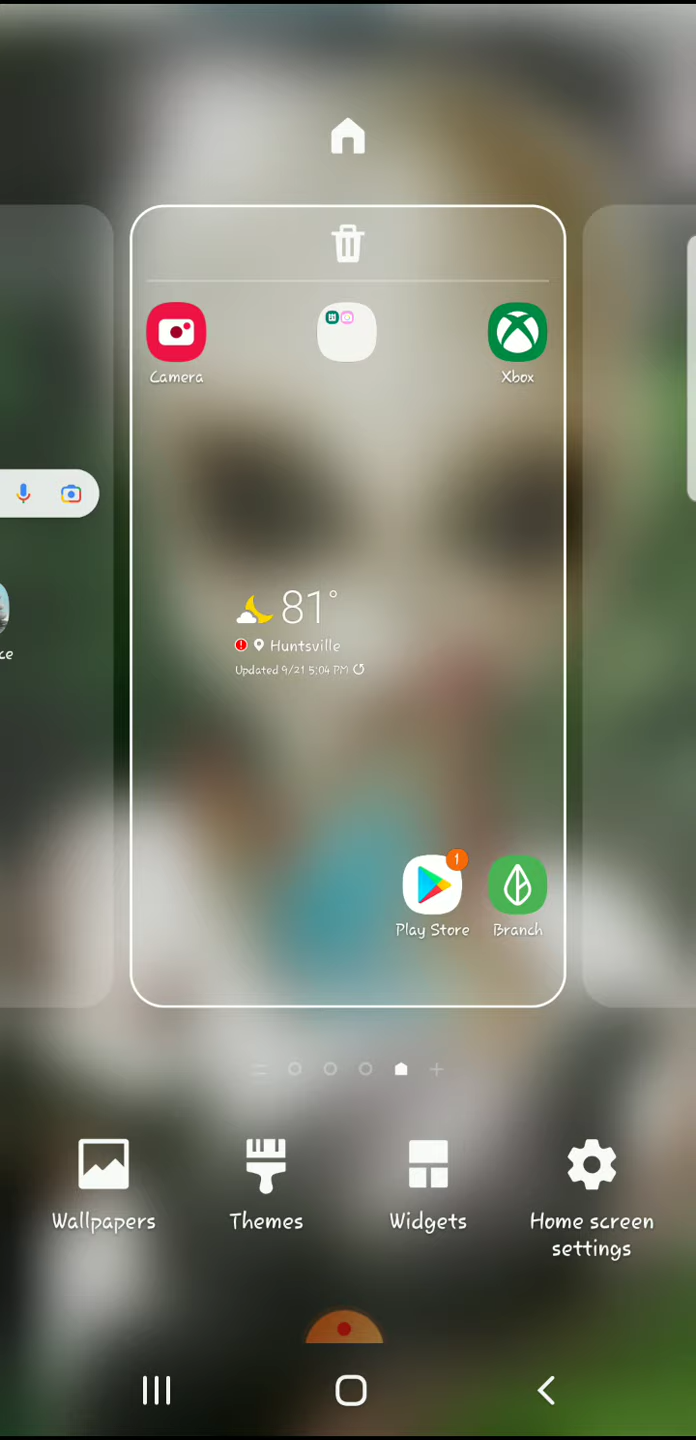 Camera
Xbox
81°
Huntsville
ce
Updated 9/21 5:04 PM
1
Play Store
Branch
Wallpapers
Themes
Widgets
Home screen
settings